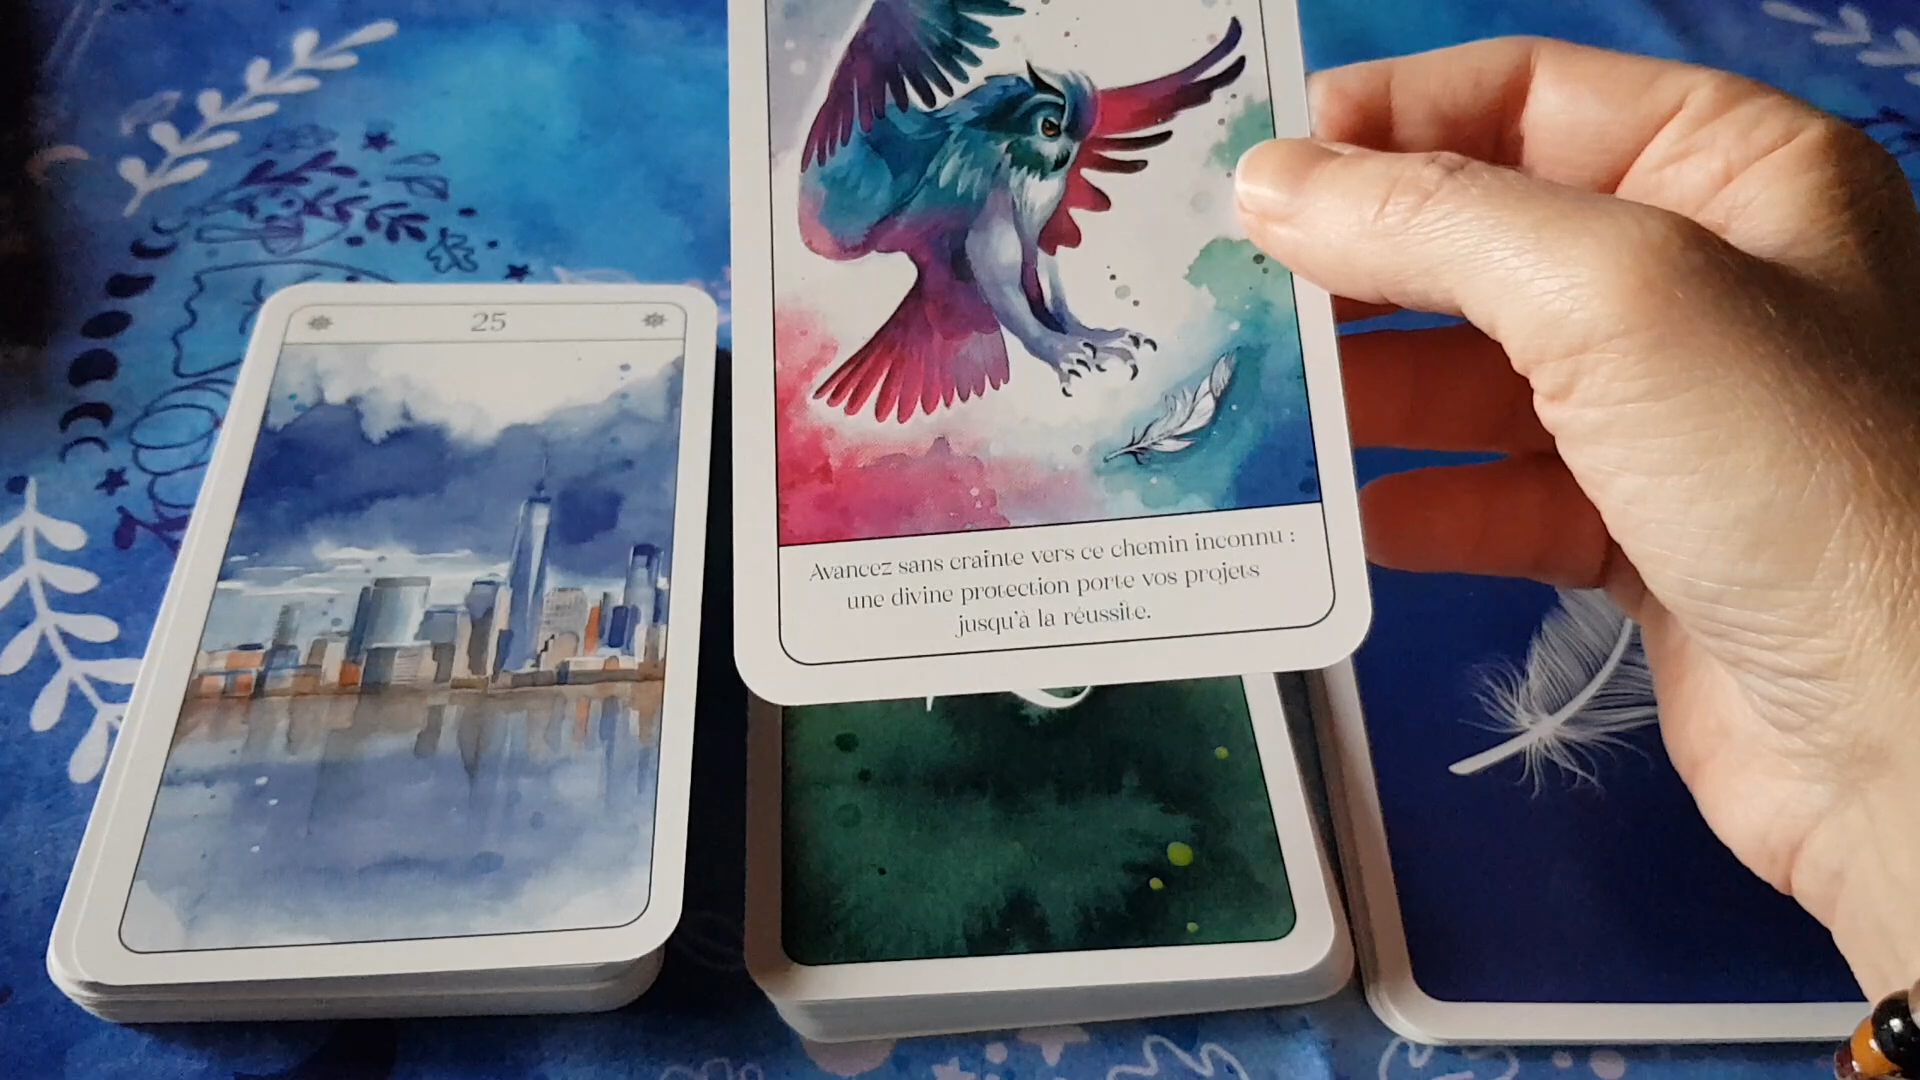 25
Avancez sans crainte vers ce chemin inconnu :
une divine protection porte vos projets
jusqu'à la réussite.